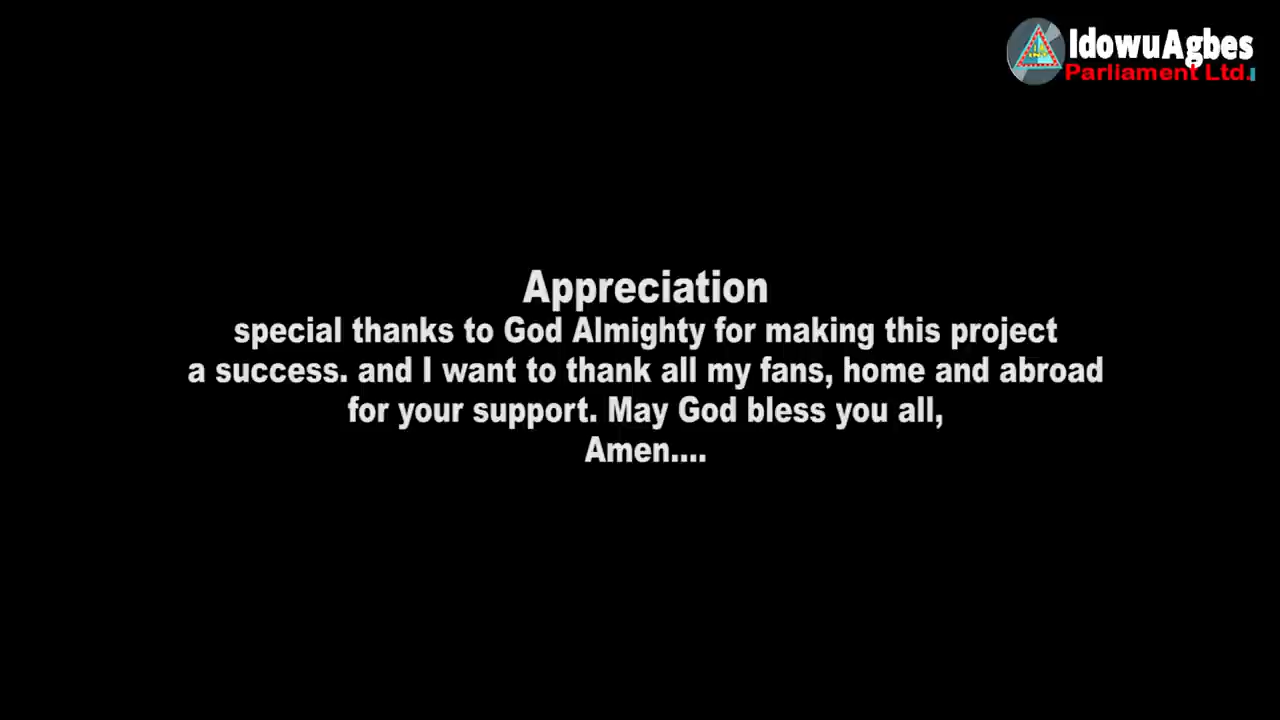 IdowuAgbes
Parliament Ltd.
Appreciation
special thanks to God Almighty for making this project
a success. and I want to thank all my fans, home and abroad
for your support. May God bless you all,
Amen....